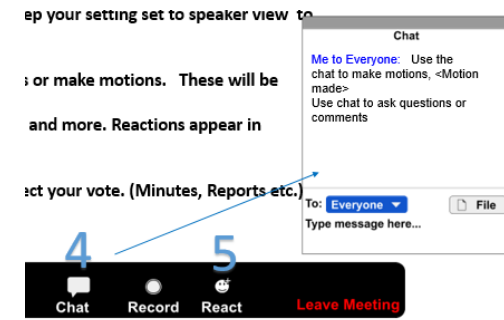 ep your setting set to speaker view to
s or make motions.   These will be
and more. Reactions appear in
ect your vote. (Minutes, Reports etc.)
Chat
Me to Everyone:   Use the
chat to make motions, <Motion
made>
Use chat to ask questions or
comments
To: Everyone
File
Type message here...
4
5
Chat
Record
React
Leave Meeting